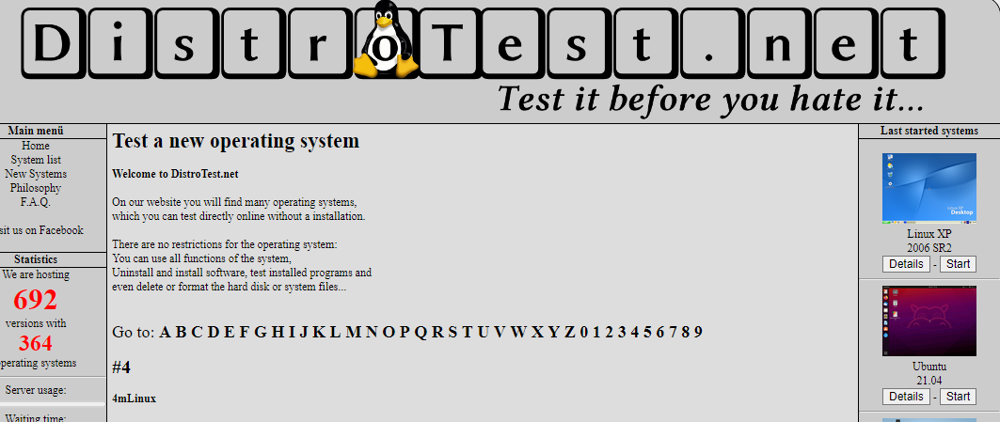 DistroTest.net
Test it before you hate it...
Main menü
Home
System list
New Systems
Philosophy
F.A.Q.
us on Facebook
Statistics
We are hosting
692
versions with
364
systems
Server usage:
Waiting time:
Test a new operating system
Welcome to DistroTest.net
On our website you will find many operating systems,
which you can test directly online without a installation.
There are no restrictions for the operating system:
You can use all functions of the system,
Uninstall and install software, test installed programs and
even delete or format the hard disk or system files...
Go to: A B C D E F G H I J K L M N O P Q R S T U V W X Y Z 0 1 2 3 4 5 6 7 8 9
#4
4mLinux
Last started systems
Linux XP
Desktop
Linux XP
2006 SR2
Details - Start
Ubuntu
21.04
Details - Start